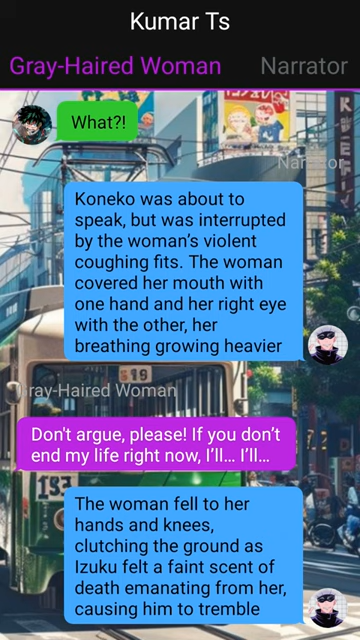 Kumar Ts
Gray-Haired Woman Narrator
What?!
Narrator
Koneko was about to
speak, but was interrupted
by the woman's violent
coughing fits. The woman
covered her mouth with
one hand and her right eye
with the other, her
breathing growing heavier
Gray-Haired Woman
Don't argue, please! If you don't
end my life right now, I'll... I'll...
The woman fell to her
hands and knees,
clutching the ground as
Izuku felt a faint scent of
death emanating from her,
causing him to tremble